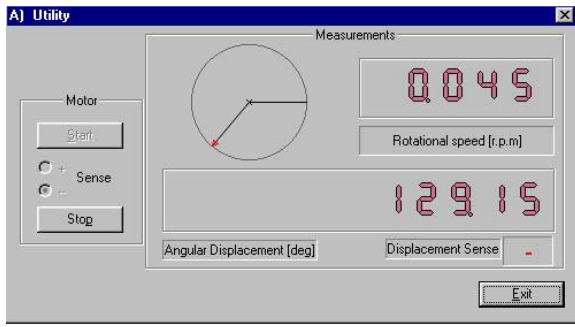 A) Utility
Measurements
Motor
Start
+
Sense
-
Stop
0.045
Rotational speed [r.p.m]
129.15
Angular Displacement [deg]
Displacement Sense
-
Exit